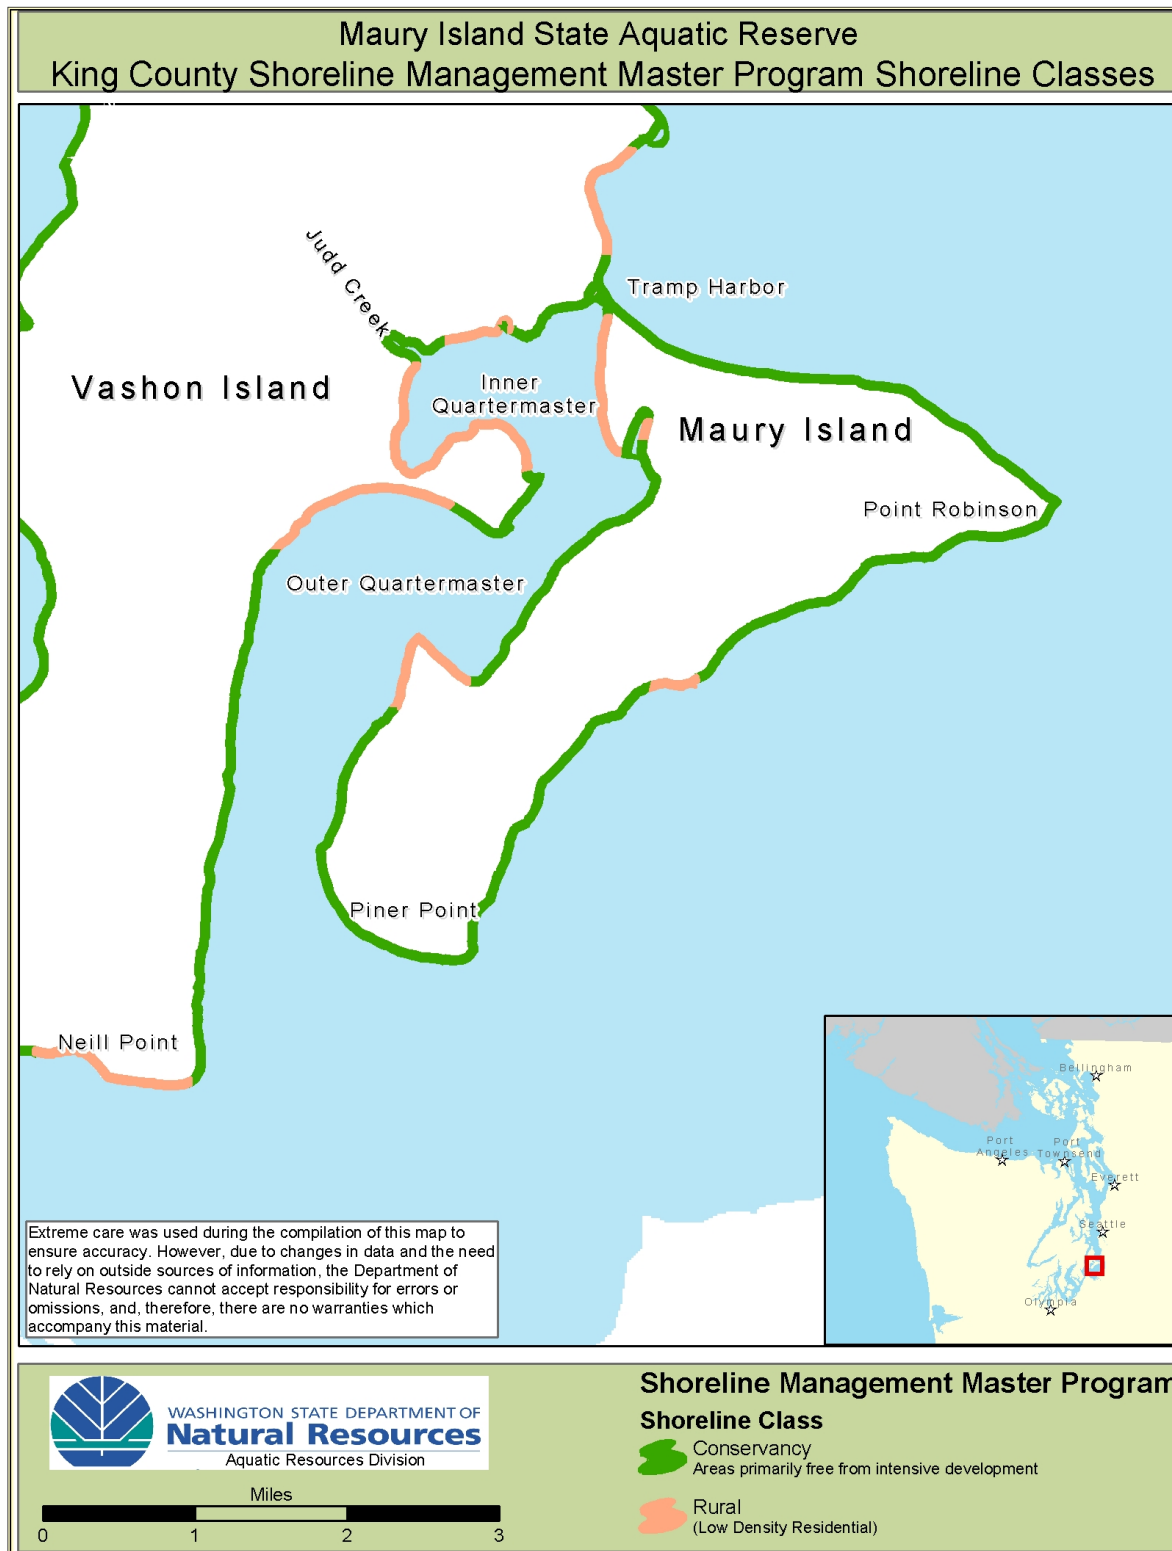 Maury Island State Aquatic Reserve
King County Shoreline Management Master Program Shoreline Classes
Judd Creek
Tramp Harbor
Vashon Island
Inner
Quartermaster
Maury Island
Point Robinson
Outer Quartermaster
Piner Point
Neill Point
Bellingham
Port
Angeles
Port
Townsend
Everett
Seattle
Olympia
Extreme care was used during the compilation of this map to
ensure accuracy. However, due to changes in data and the need
to rely on outside sources of information, the Department of
Natural Resources cannot accept responsibility for errors or
omissions, and, therefore, there are no warranties which
accompany this material.
WASHINGTON STATE DEPARTMENT OF
Natural Resources
Aquatic Resources Division
Miles
0 1 2 3
Shoreline Management Master Program
Shoreline Class
Conservancy
Areas primarily free from intensive development
Rural
(Low Density Residential)